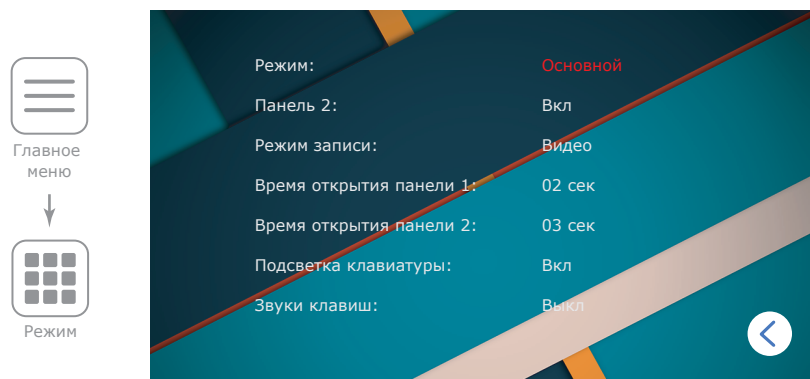 Главное
меню
Режим
Режим: Основной
Панель 2: Вкл
Режим записи: Видео
Время открытия панели 1: 02 сек
Время открытия панели 2: 03 сек
Подсветка клавиатуры: Вкл
Звуки клавиш: Выкл